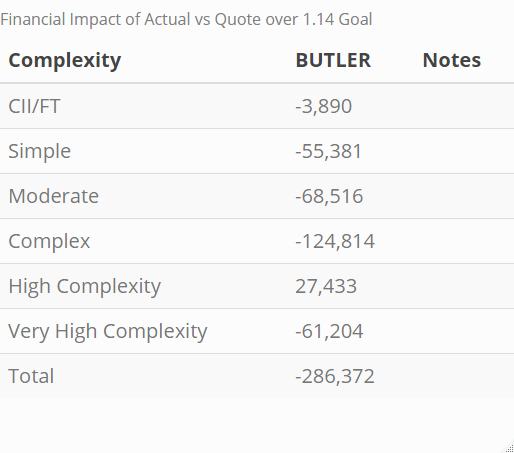 Financial Impact of Actual vs Quote over 1.14 Goal
Complexity BUTLER Notes
CII/FT -3,890
Simple -55,381
Moderate -68,516
Complex -124,814
High Complexity 27,433
Very High Complexity -61,204
Total -286,372